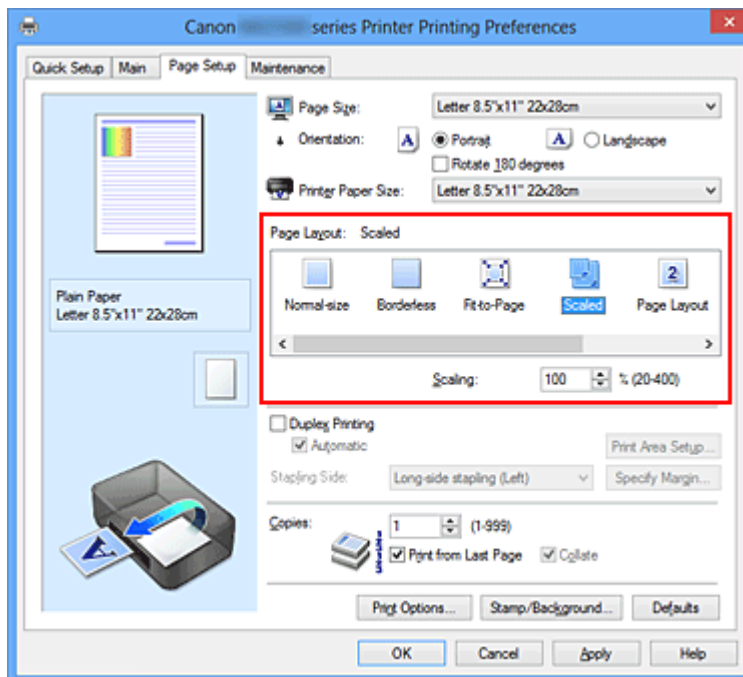 Canon series Printer Printing Preferences
Quick Setup Main Page Setup Maintenance
Page Size: Letter 8.5"x11" 22x28cm
Orientation: A Portrait A Landscape
Rotate 180 degrees
Printer Paper Size: Letter 8.5"x11" 22x28cm
Page Layout: Scaled
Normal-size Borderless Fit-to-Page Scaled Page Layout
Scaling: 100 % (20-400)
Plain Paper
Letter 8.5"x11" 22x28cm
Duplex Printing
Automatic Print Area Setup...
Stapling Side: Long-side stapling (Left) Specify Margin...
Copies: 1 (1-999)
Print from Last Page Collate
Print Options... Stamp/Background... Defaults
OK Cancel Apply Help